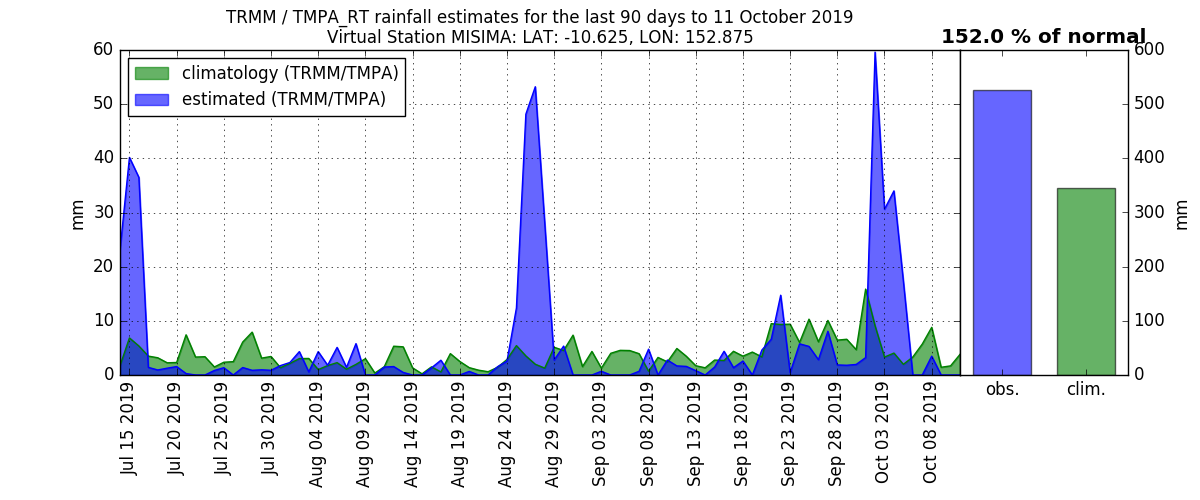 TRMM / TMPA_RT rainfall estimates for the last 90 days to 11 October 2019
Virtual Station MISIMA: LAT: -10.625, LON: 152.875
152.0 % of normal
climatology (TRMM/TMPA)
estimated (TRMM/TMPA)
60
50
40
30
20
10
0
mm
Jul 15 2019
Jul 20 2019
Jul 25 2019
Jul 30 2019
Aug 04 2019
Aug 09 2019
Aug 14 2019
Aug 19 2019
Aug 24 2019
Aug 29 2019
Sep 03 2019
Sep 08 2019
Sep 13 2019
Sep 18 2019
Sep 23 2019
Sep 28 2019
Oct 03 2019
Oct 08 2019
600
500
400
300
200
100
0
mm
obs.
clim.